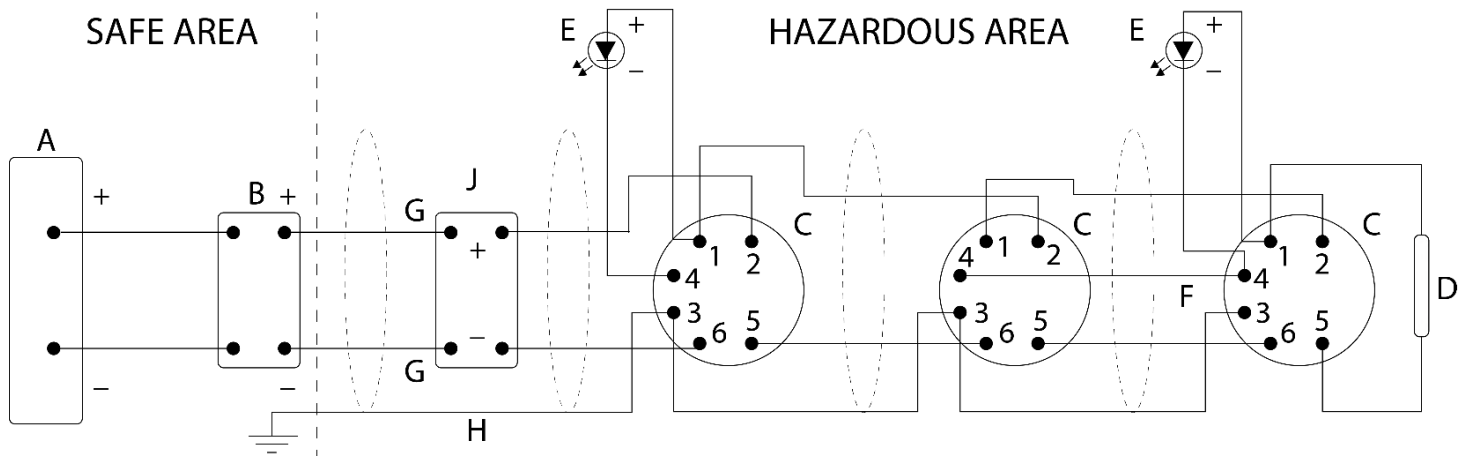 SAFE AREA
HAZARDOUS AREA
E + −
E + −
A + −
B + −
G
G
J + −
H
C
1 2
4
3
6 5
C
1 2
4
3
6 5
F
C
1 2
4
3
6 5
D